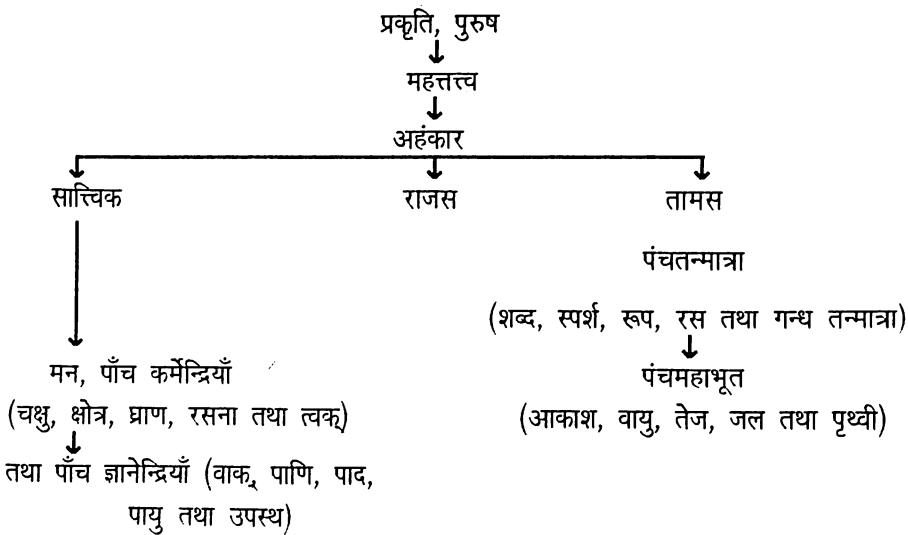 प्रकृति, पुरुष
महत्तत्त्व
अहंकार
सात्त्विक राजस तामस
पंचतन्मात्रा
(शब्द, स्पर्श, रूप, रस तथा गन्ध तन्मात्रा)
मन, पाँच कर्मेन्द्रियाँ
(चक्षु, क्षोत्र, घ्राण, रसना तथा त्वक्)
पंचमहाभूत
(आकाश, वायु, तेज, जल तथा पृथ्वी)
तथा पाँच ज्ञानेन्द्रियाँ (वाक्, पाणि, पाद,
पायु तथा उपस्थ)